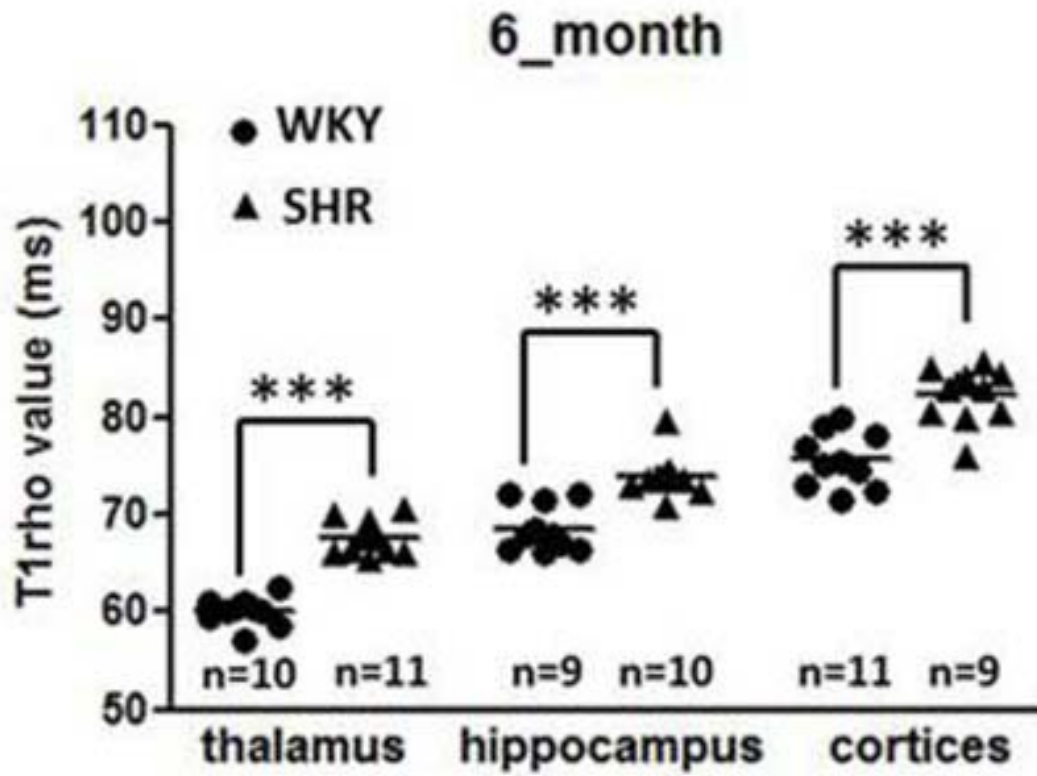 6_month
WKY
SHR
T1rho value (ms)
110
100
90
80
70
60
50
***
***
***
n=10 n=11 n=9 n=10 n=11 n=9
thalamus hippocampus cortices